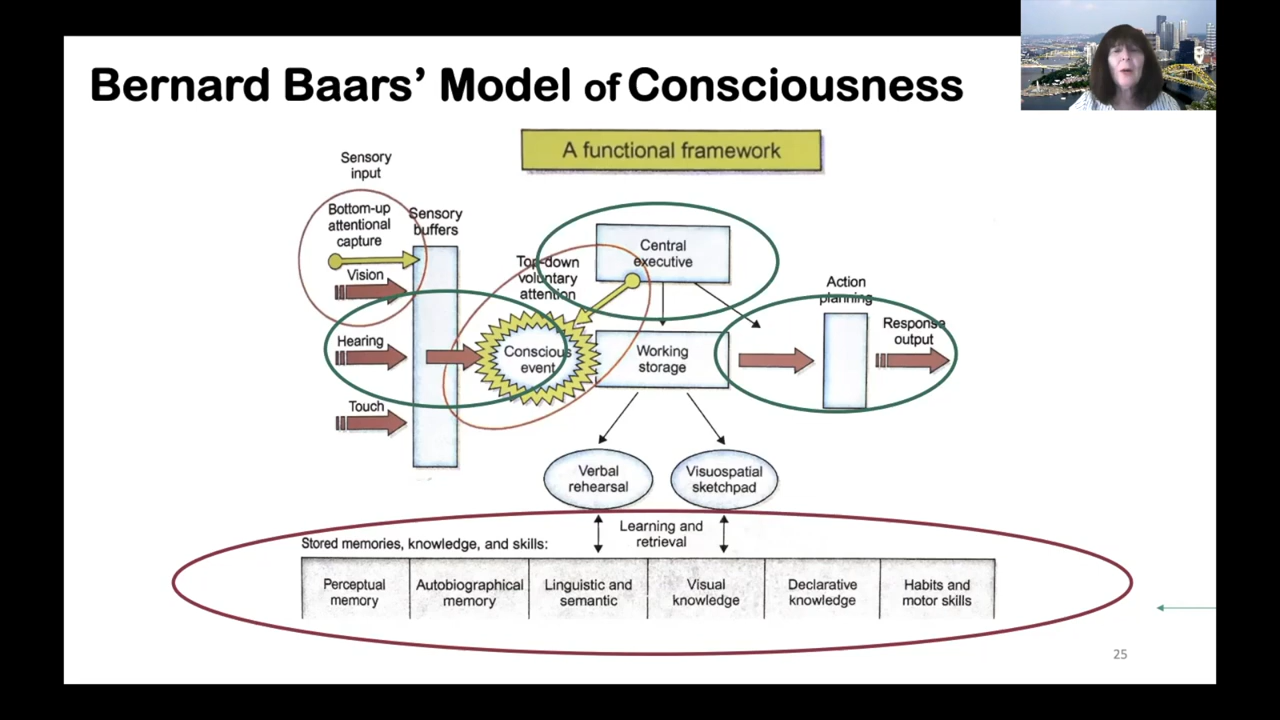 Bernard Baars’ Model of Consciousness
A functional framework
Sensory
input
Bottom-up
attentional
capture
Sensory
buffers
Vision
Hearing
Touch
Top-down
voluntary
attention
Conscious
event
Central
executive
Working
storage
Action
planning
Response
output
Verbal
rehearsal
Visuospatial
sketchpad
Learning and
retrieval
Stored memories, knowledge, and skills:
Perceptual
memory
Autobiographical
memory
Linguistic and
semantic
Visual
knowledge
Declarative
knowledge
Habits and
motor skills
25